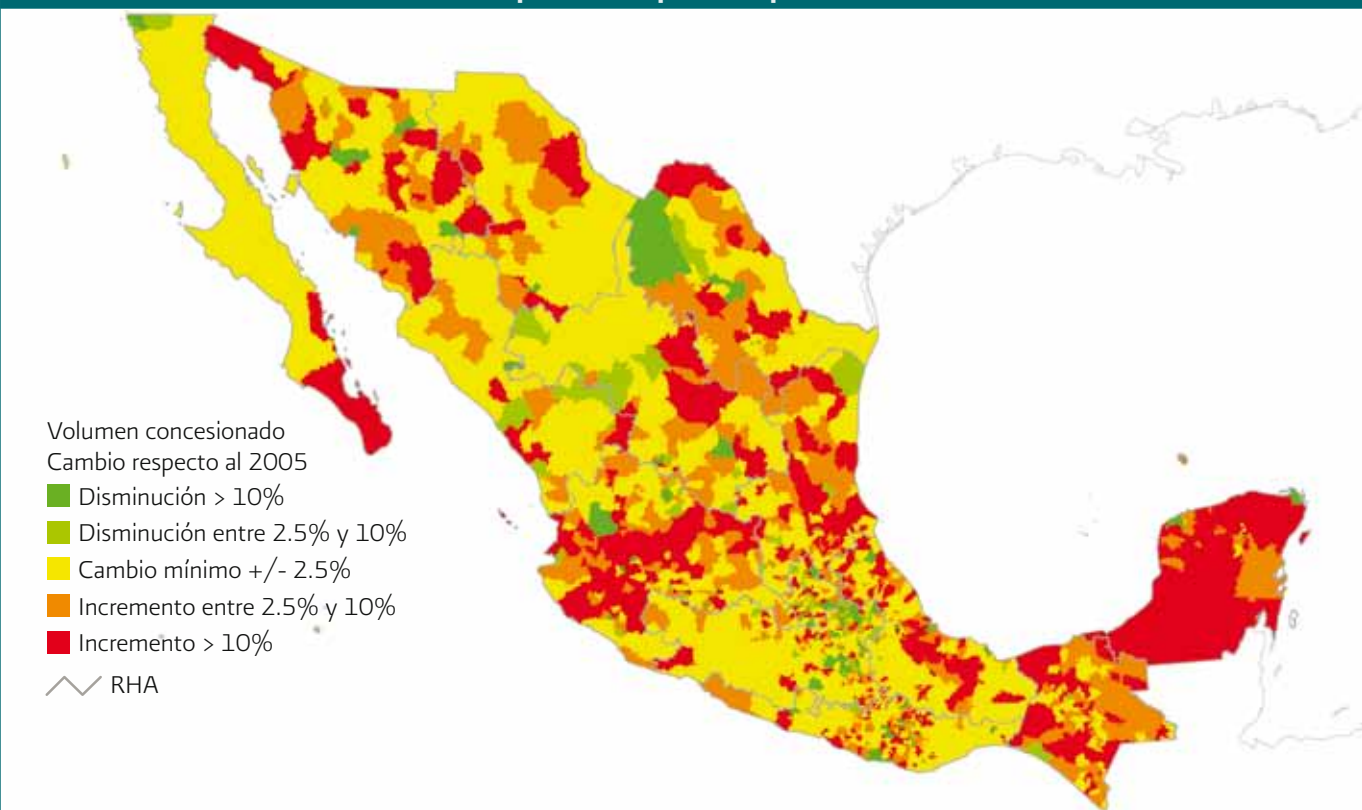 Volumen concesionado
Cambio respecto al 2005
Disminución > 10%
Disminución entre 2.5% y 10%
Cambio mínimo +/- 2.5%
Incremento entre 2.5% y 10%
Incremento > 10%
RHA